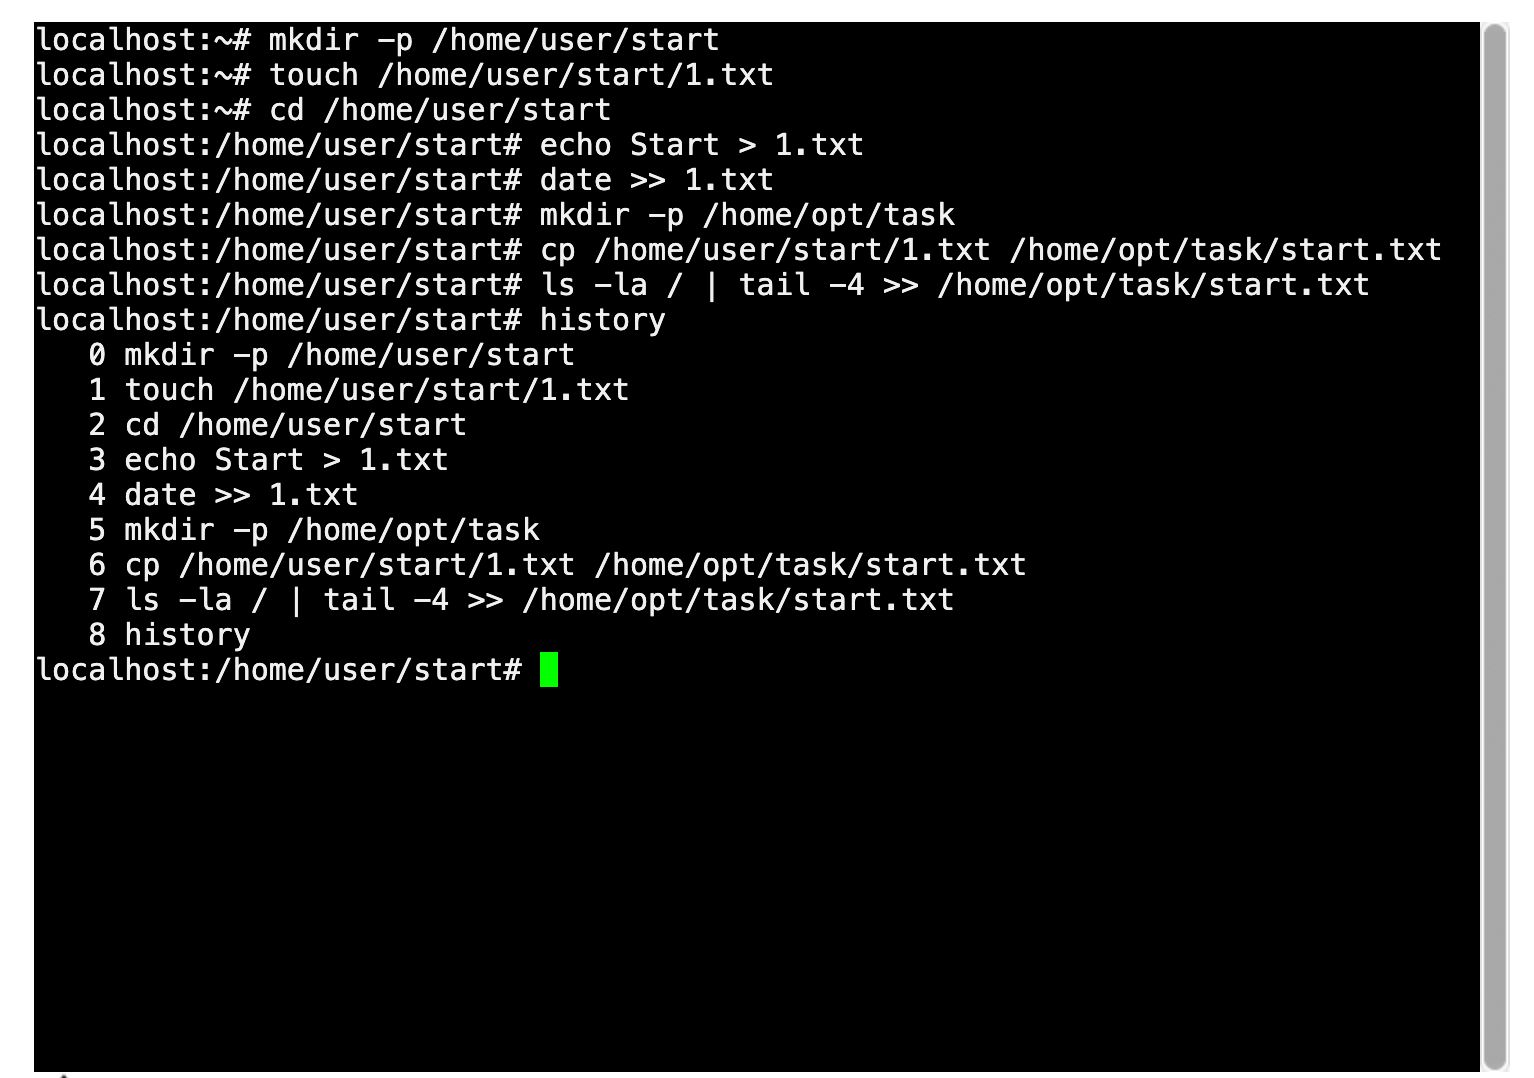 localhost:~# mkdir -p /home/user/start
localhost:~# touch /home/user/start/1.txt
localhost:~# cd /home/user/start
localhost:/home/user/start# echo Start > 1.txt
localhost:/home/user/start# date >> 1.txt
localhost:/home/user/start# mkdir -p /home/opt/task
localhost:/home/user/start# cp /home/user/start/1.txt /home/opt/task/start.txt
localhost:/home/user/start# ls -la / | tail -4 >> /home/opt/task/start.txt
localhost:/home/user/start# history
   0 mkdir -p /home/user/start
   1 touch /home/user/start/1.txt
   2 cd /home/user/start
   3 echo Start > 1.txt
   4 date >> 1.txt
   5 mkdir -p /home/opt/task
   6 cp /home/user/start/1.txt /home/opt/task/start.txt
   7 ls -la / | tail -4 >> /home/opt/task/start.txt
   8 history
localhost:/home/user/start#